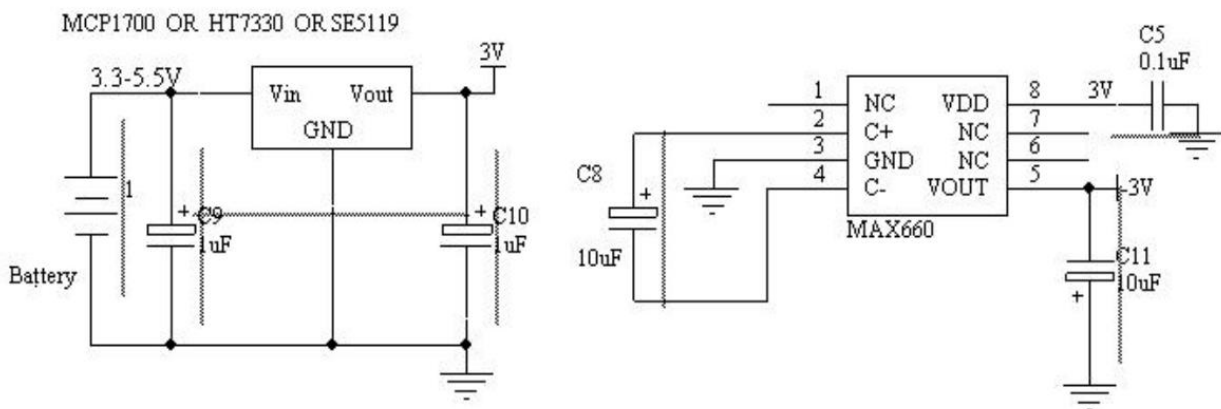 MCP1700 OR HT7330 OR SE5119
3.3-5.5V
Vin Vout
GND
3V
1
Battery
+
C9
1uF
+
C10
1uF
C8
+
10uF
1 NC VDD 8
2 C+ NC 7
3 GND NC 6
4 C- VOUT 5
MAX660
3V
C5
0.1uF
-3V
C11
10uF
+